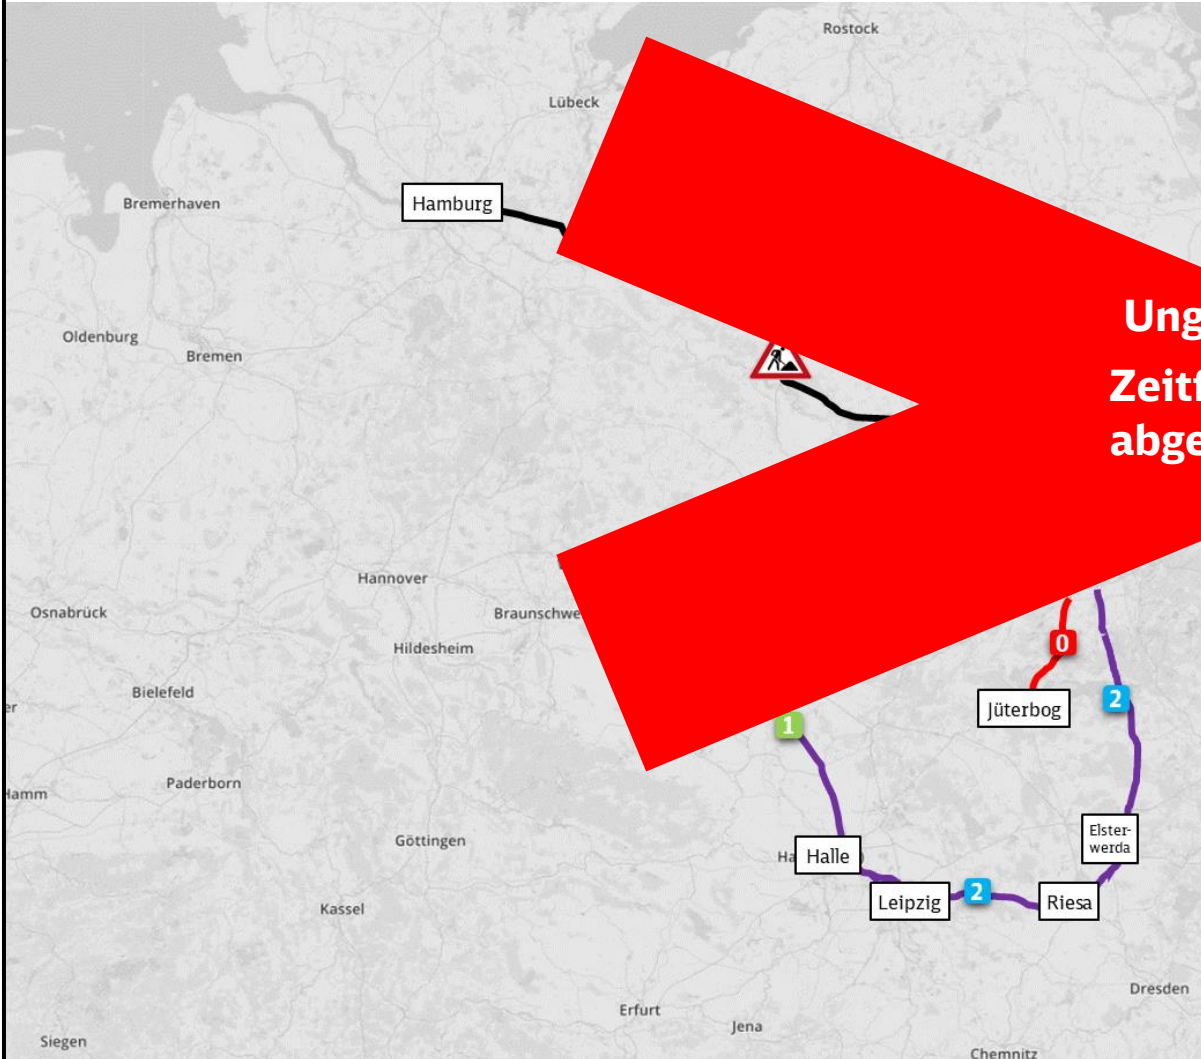 Rostock
Lübeck
Bremerhaven
Hamburg
Ung
Oldenburg
Bremen
Zeitf
abge
Hannover
Osnabrück
Braunschwe
0
Hildesheim
Bielefeld
er
2
Jüterbog
1
Paderborn
Hamm
Elster-
werda
Göttingen
Halle
2
Leipzig
Riesa
Kassel
Dresden
Erfurt
Jena
Siegen
Chemnitz